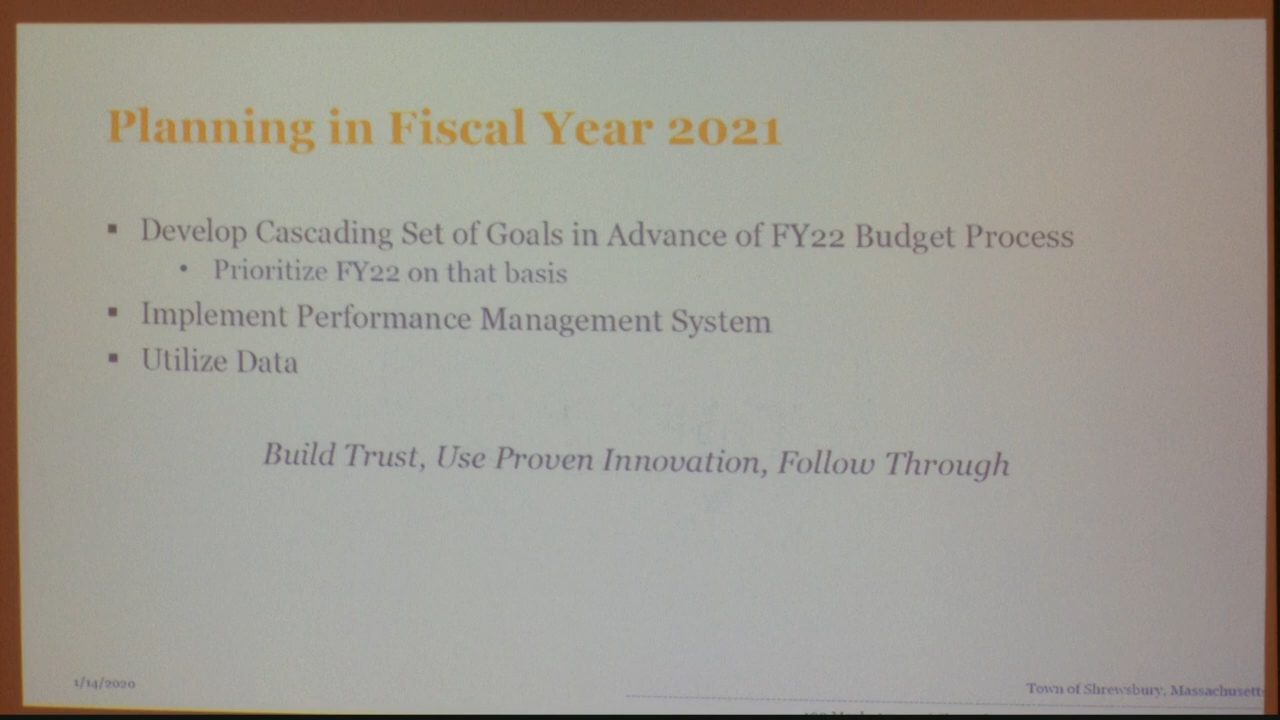 Planning in Fiscal Year 2021
▪ Develop Cascading Set of Goals in Advance of FY22 Budget Process
• Prioritize FY22 on that basis
▪ Implement Performance Management System
▪ Utilize Data
Build Trust, Use Proven Innovation, Follow Through
1/14/2020
Town of Shrewsbury, Massachusetts